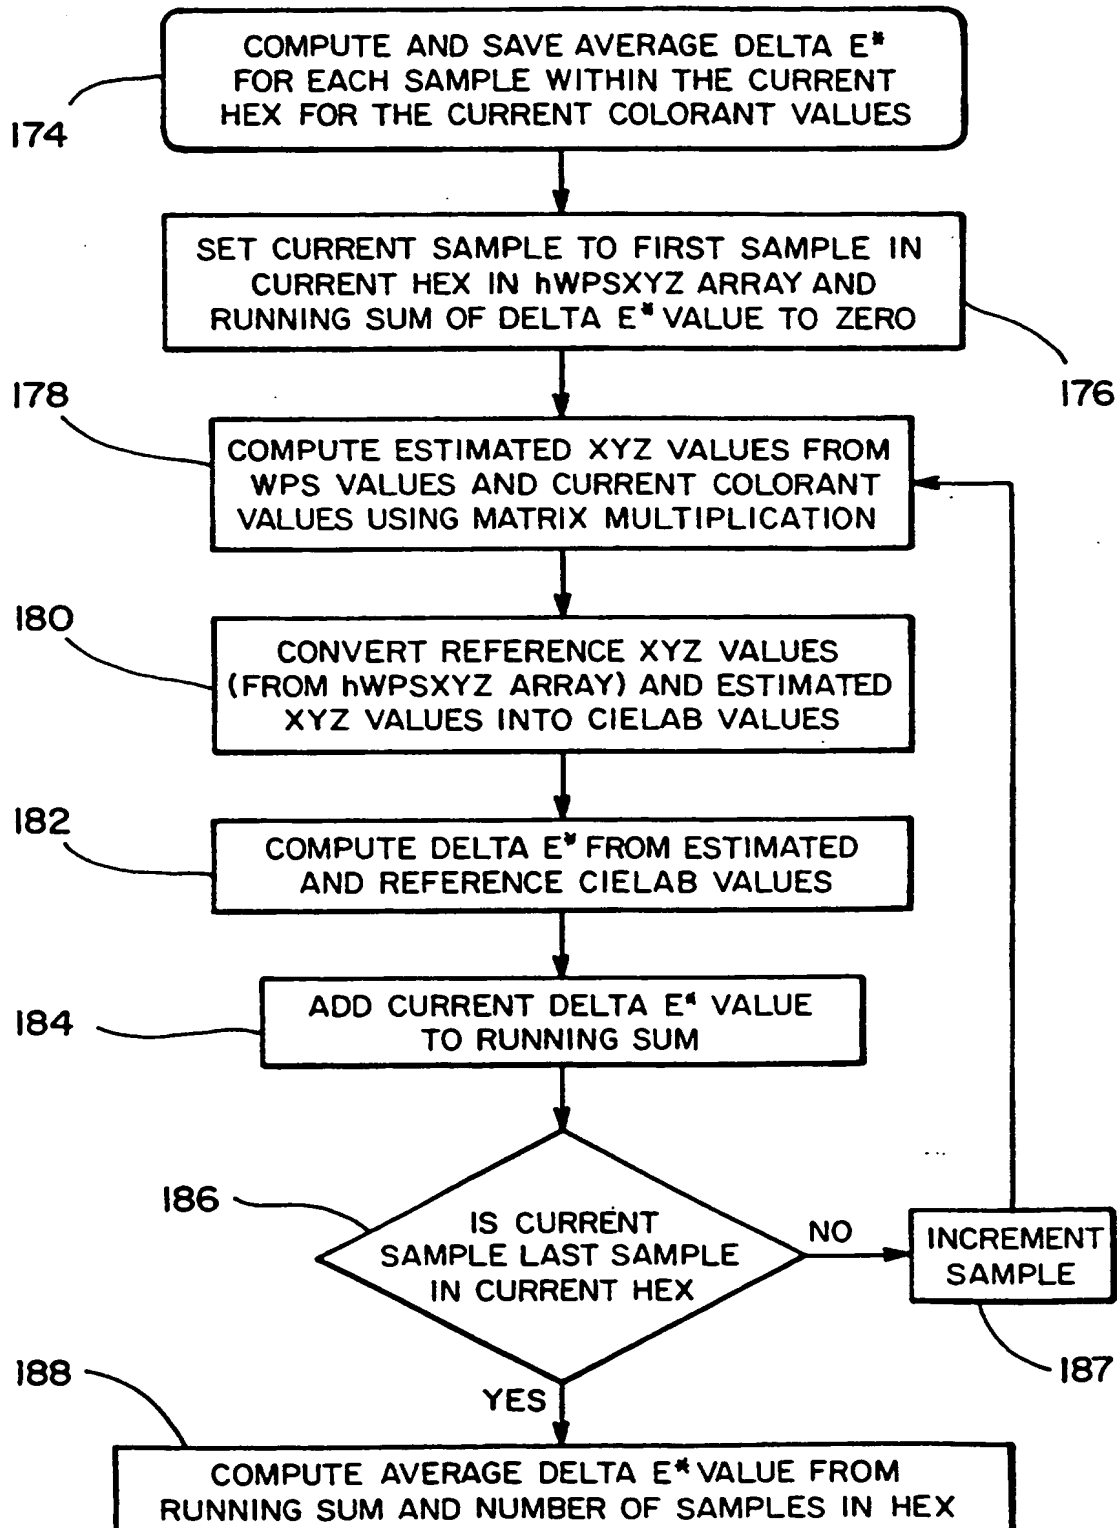 COMPUTE AND SAVE AVERAGE DELTA E*
FOR EACH SAMPLE WITHIN THE CURRENT
HEX FOR THE CURRENT COLORANT VALUES
174
SET CURRENT SAMPLE TO FIRST SAMPLE IN
CURRENT HEX IN hWPSXYZ ARRAY AND
RUNNING SUM OF DELTA E* VALUE TO ZERO
176
178
COMPUTE ESTIMATED XYZ VALUES FROM
WPS VALUES AND CURRENT COLORANT
VALUES USING MATRIX MULTIPLICATION
180
CONVERT REFERENCE XYZ VALUES
(FROM hWPSXYZ ARRAY) AND ESTIMATED
XYZ VALUES INTO CIELAB VALUES
182
COMPUTE DELTA E* FROM ESTIMATED
AND REFERENCE CIELAB VALUES
184
ADD CURRENT DELTA E* VALUE
TO RUNNING SUM
186
IS CURRENT
SAMPLE LAST SAMPLE
IN CURRENT HEX
NO
INCREMENT
SAMPLE
187
YES
188
COMPUTE AVERAGE DELTA E* VALUE FROM
RUNNING SUM AND NUMBER OF SAMPLES IN HEX